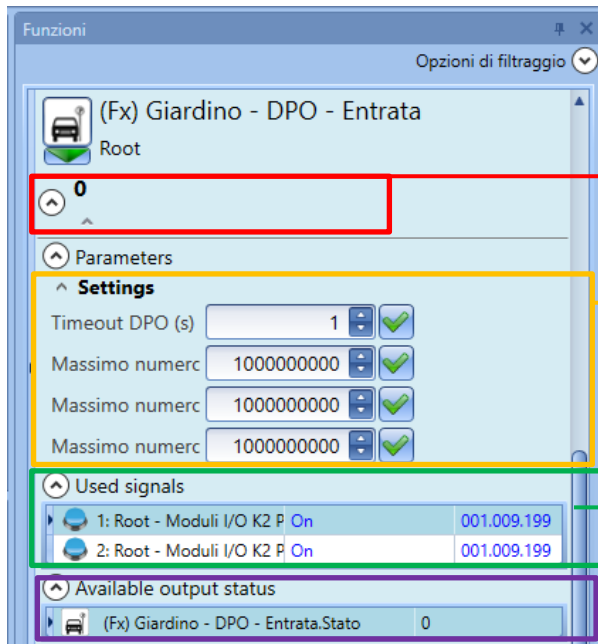 Funzioni
Opzioni di filtraggio
(Fx) Giardino - DPO - Entrata
Root
0
Parameters
Settings
Timeout DPO (s) 1
Massimo numerc 1000000000
Massimo numerc 1000000000
Massimo numerc 1000000000
Used signals
1: Root - Moduli I/O K2 P On 001.009.199
2: Root - Moduli I/O K2 P On 001.009.199
Available output status
(Fx) Giardino - DPO - Entrata.Stato 0